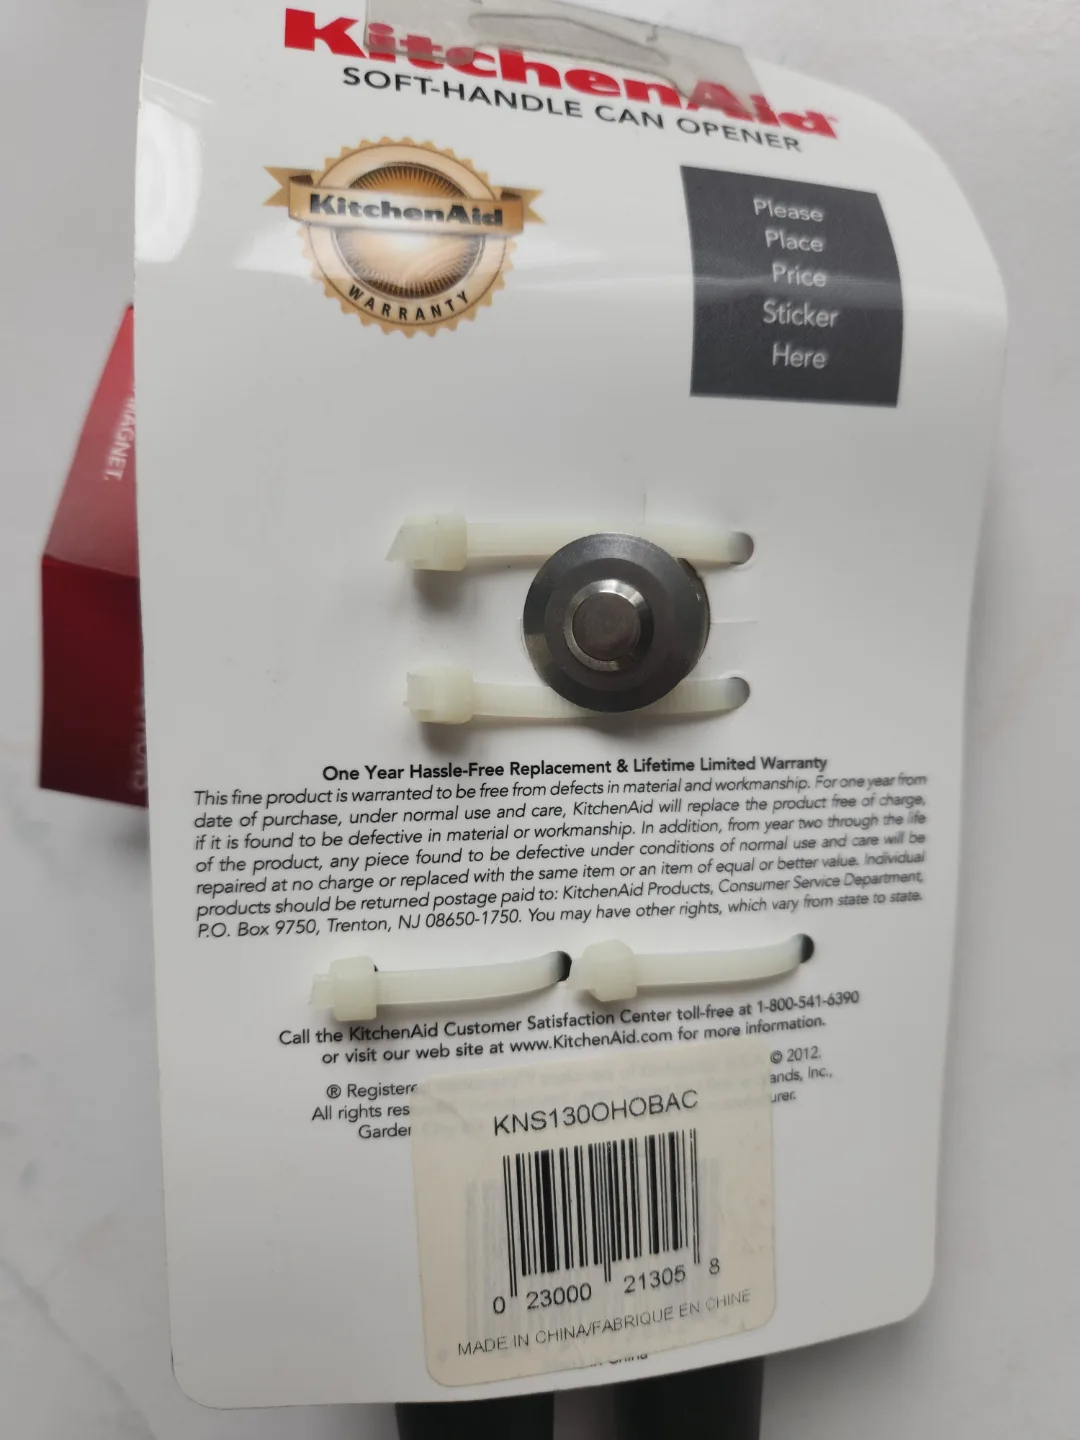 KitchenAid
SOFT-HANDLE CAN OPENER
KitchenAid
WARRANTY
Please
Place
Price
Sticker
Here
MAGNET.
One Year Hassle-Free Replacement & Lifetime Limited Warranty
This fine product is warranted to be free from defects in material and workmanship. For one year from
date of purchase, under normal use and care, KitchenAid will replace the product free of charge,
if it is found to be defective in material or workmanship. In addition, from year two through the life
of the product, any piece found to be defective under conditions of normal use and care will be
repaired at no charge or replaced with the same item or an item of equal or better value. Individual
products should be returned postage paid to: KitchenAid Products, Consumer Service Department,
P.O. Box 9750, Trenton, NJ 08650-1750. You may have other rights, which vary from state to state.
Call the KitchenAid Customer Satisfaction Center toll-free at 1-800-541-6390
or visit our web site at www.KitchenAid.com for more information.
® Registere © 2012.
All rights res ands, Inc.,
Garder urer.
KNS130OHOBAC
0 23000 21305 8
MADE IN CHINA/FABRIQUE EN CHINE
China